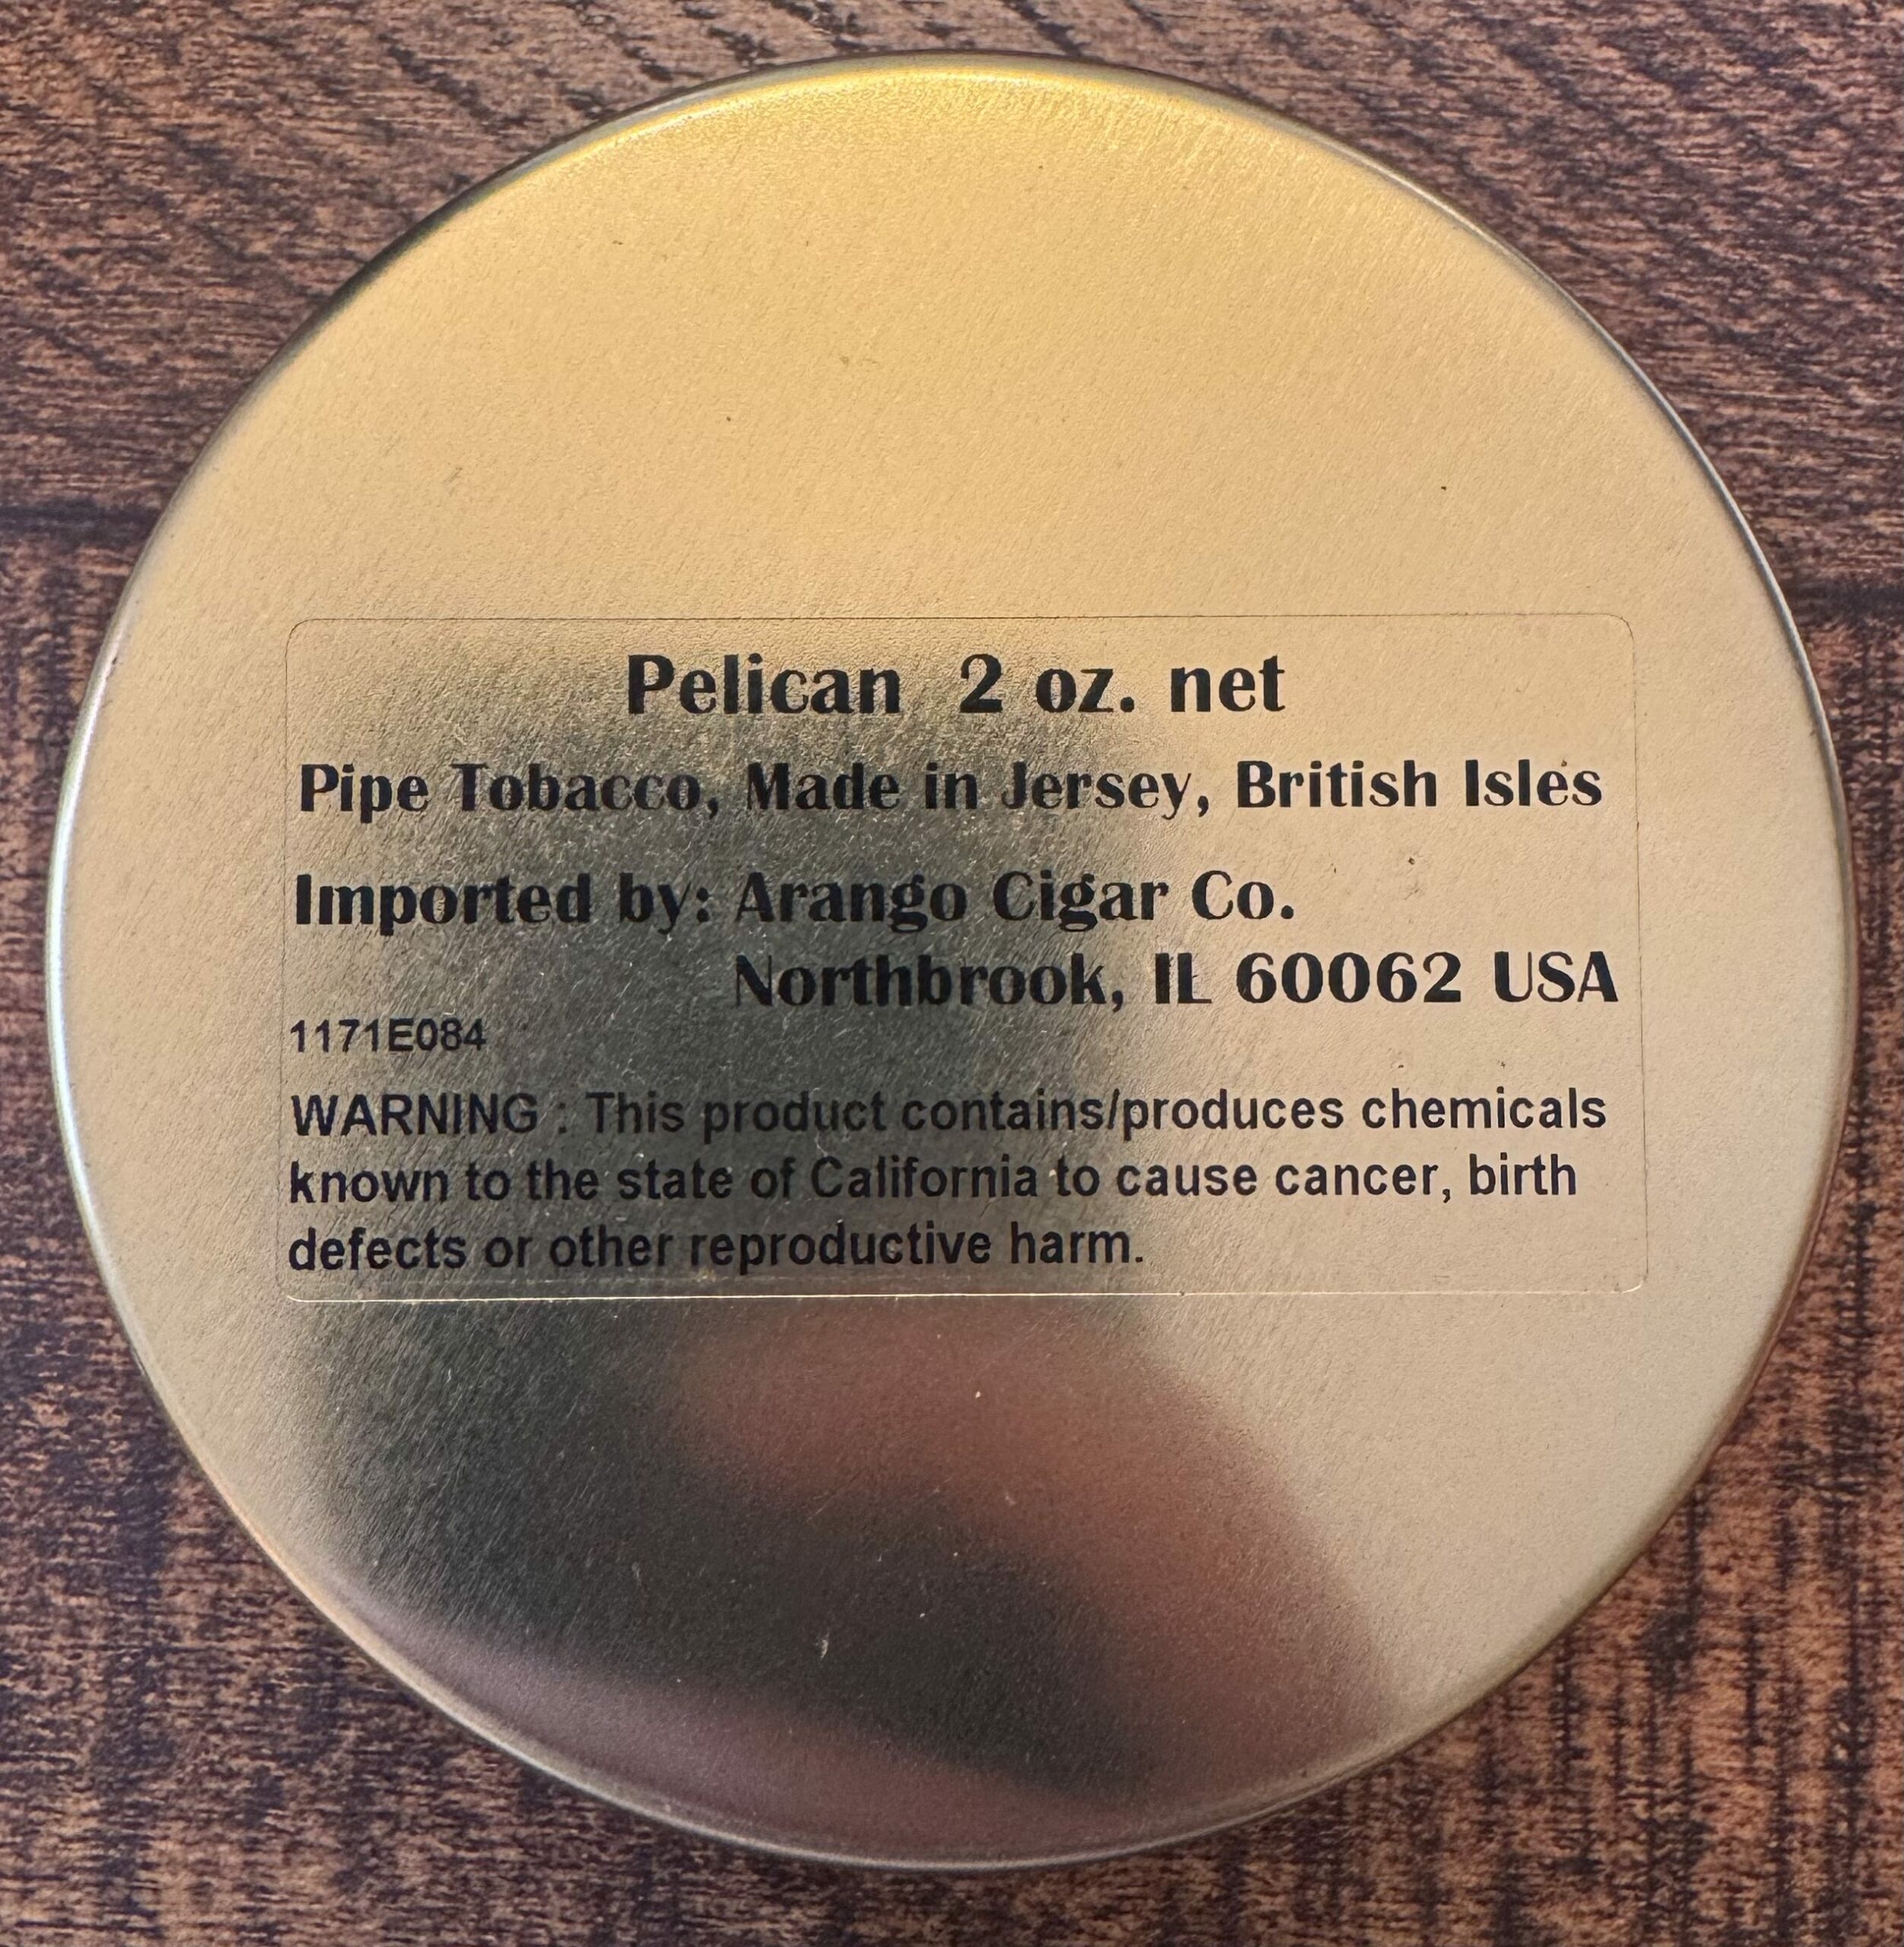 Pelican 2 oz. net
Pipe Tobacco, Made in Jersey, British Isles
Imported by: Arango Cigar Co.
Northbrook, IL 60062 USA
1171E084
WARNING : This product contains/produces chemicals
known to the state of California to cause cancer, birth
defects or other reproductive harm.